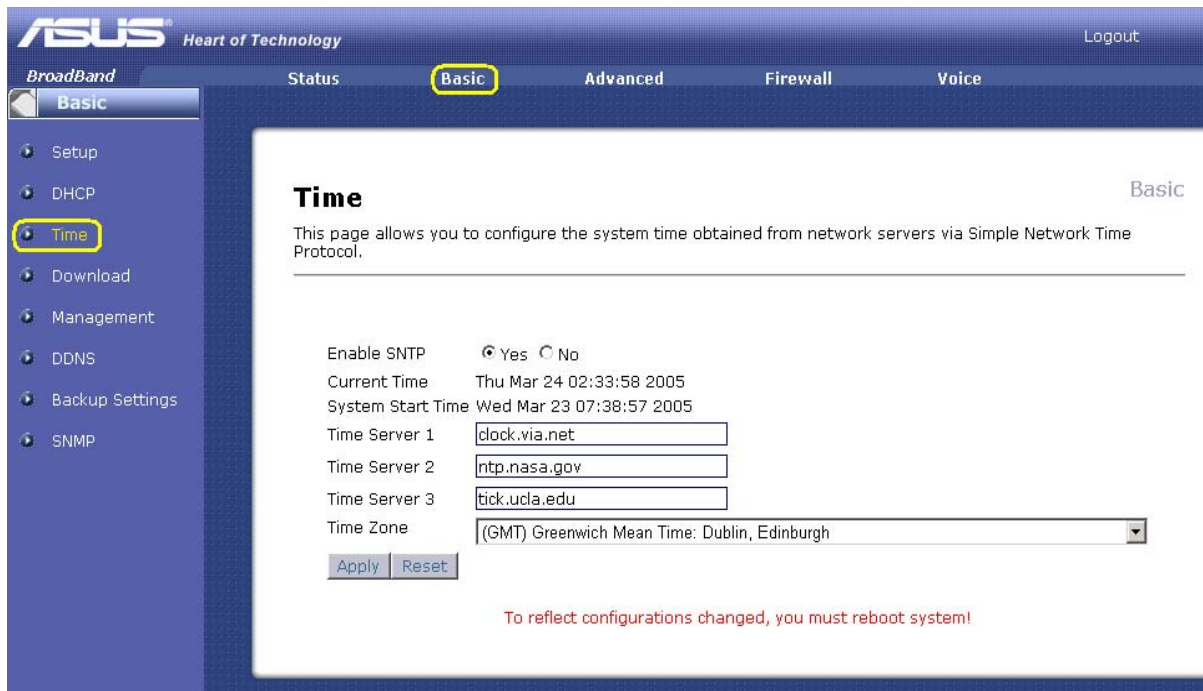 ASUS® Heart of Technology
Logout
BroadBand
Status Basic Advanced Firewall Voice
Basic
Setup
DHCP
Time
Download
Management
DDNS
Backup Settings
SNMP
Time
Basic
This page allows you to configure the system time obtained from network servers via Simple Network Time
Protocol.
Enable SNTP Yes No
Current Time Thu Mar 24 02:33:58 2005
System Start Time Wed Mar 23 07:38:57 2005
Time Server 1 clock.via.net
Time Server 2 ntp.nasa.gov
Time Server 3 tick.ucla.edu
Time Zone (GMT) Greenwich Mean Time: Dublin, Edinburgh
Apply Reset
To reflect configurations changed, you must reboot system!